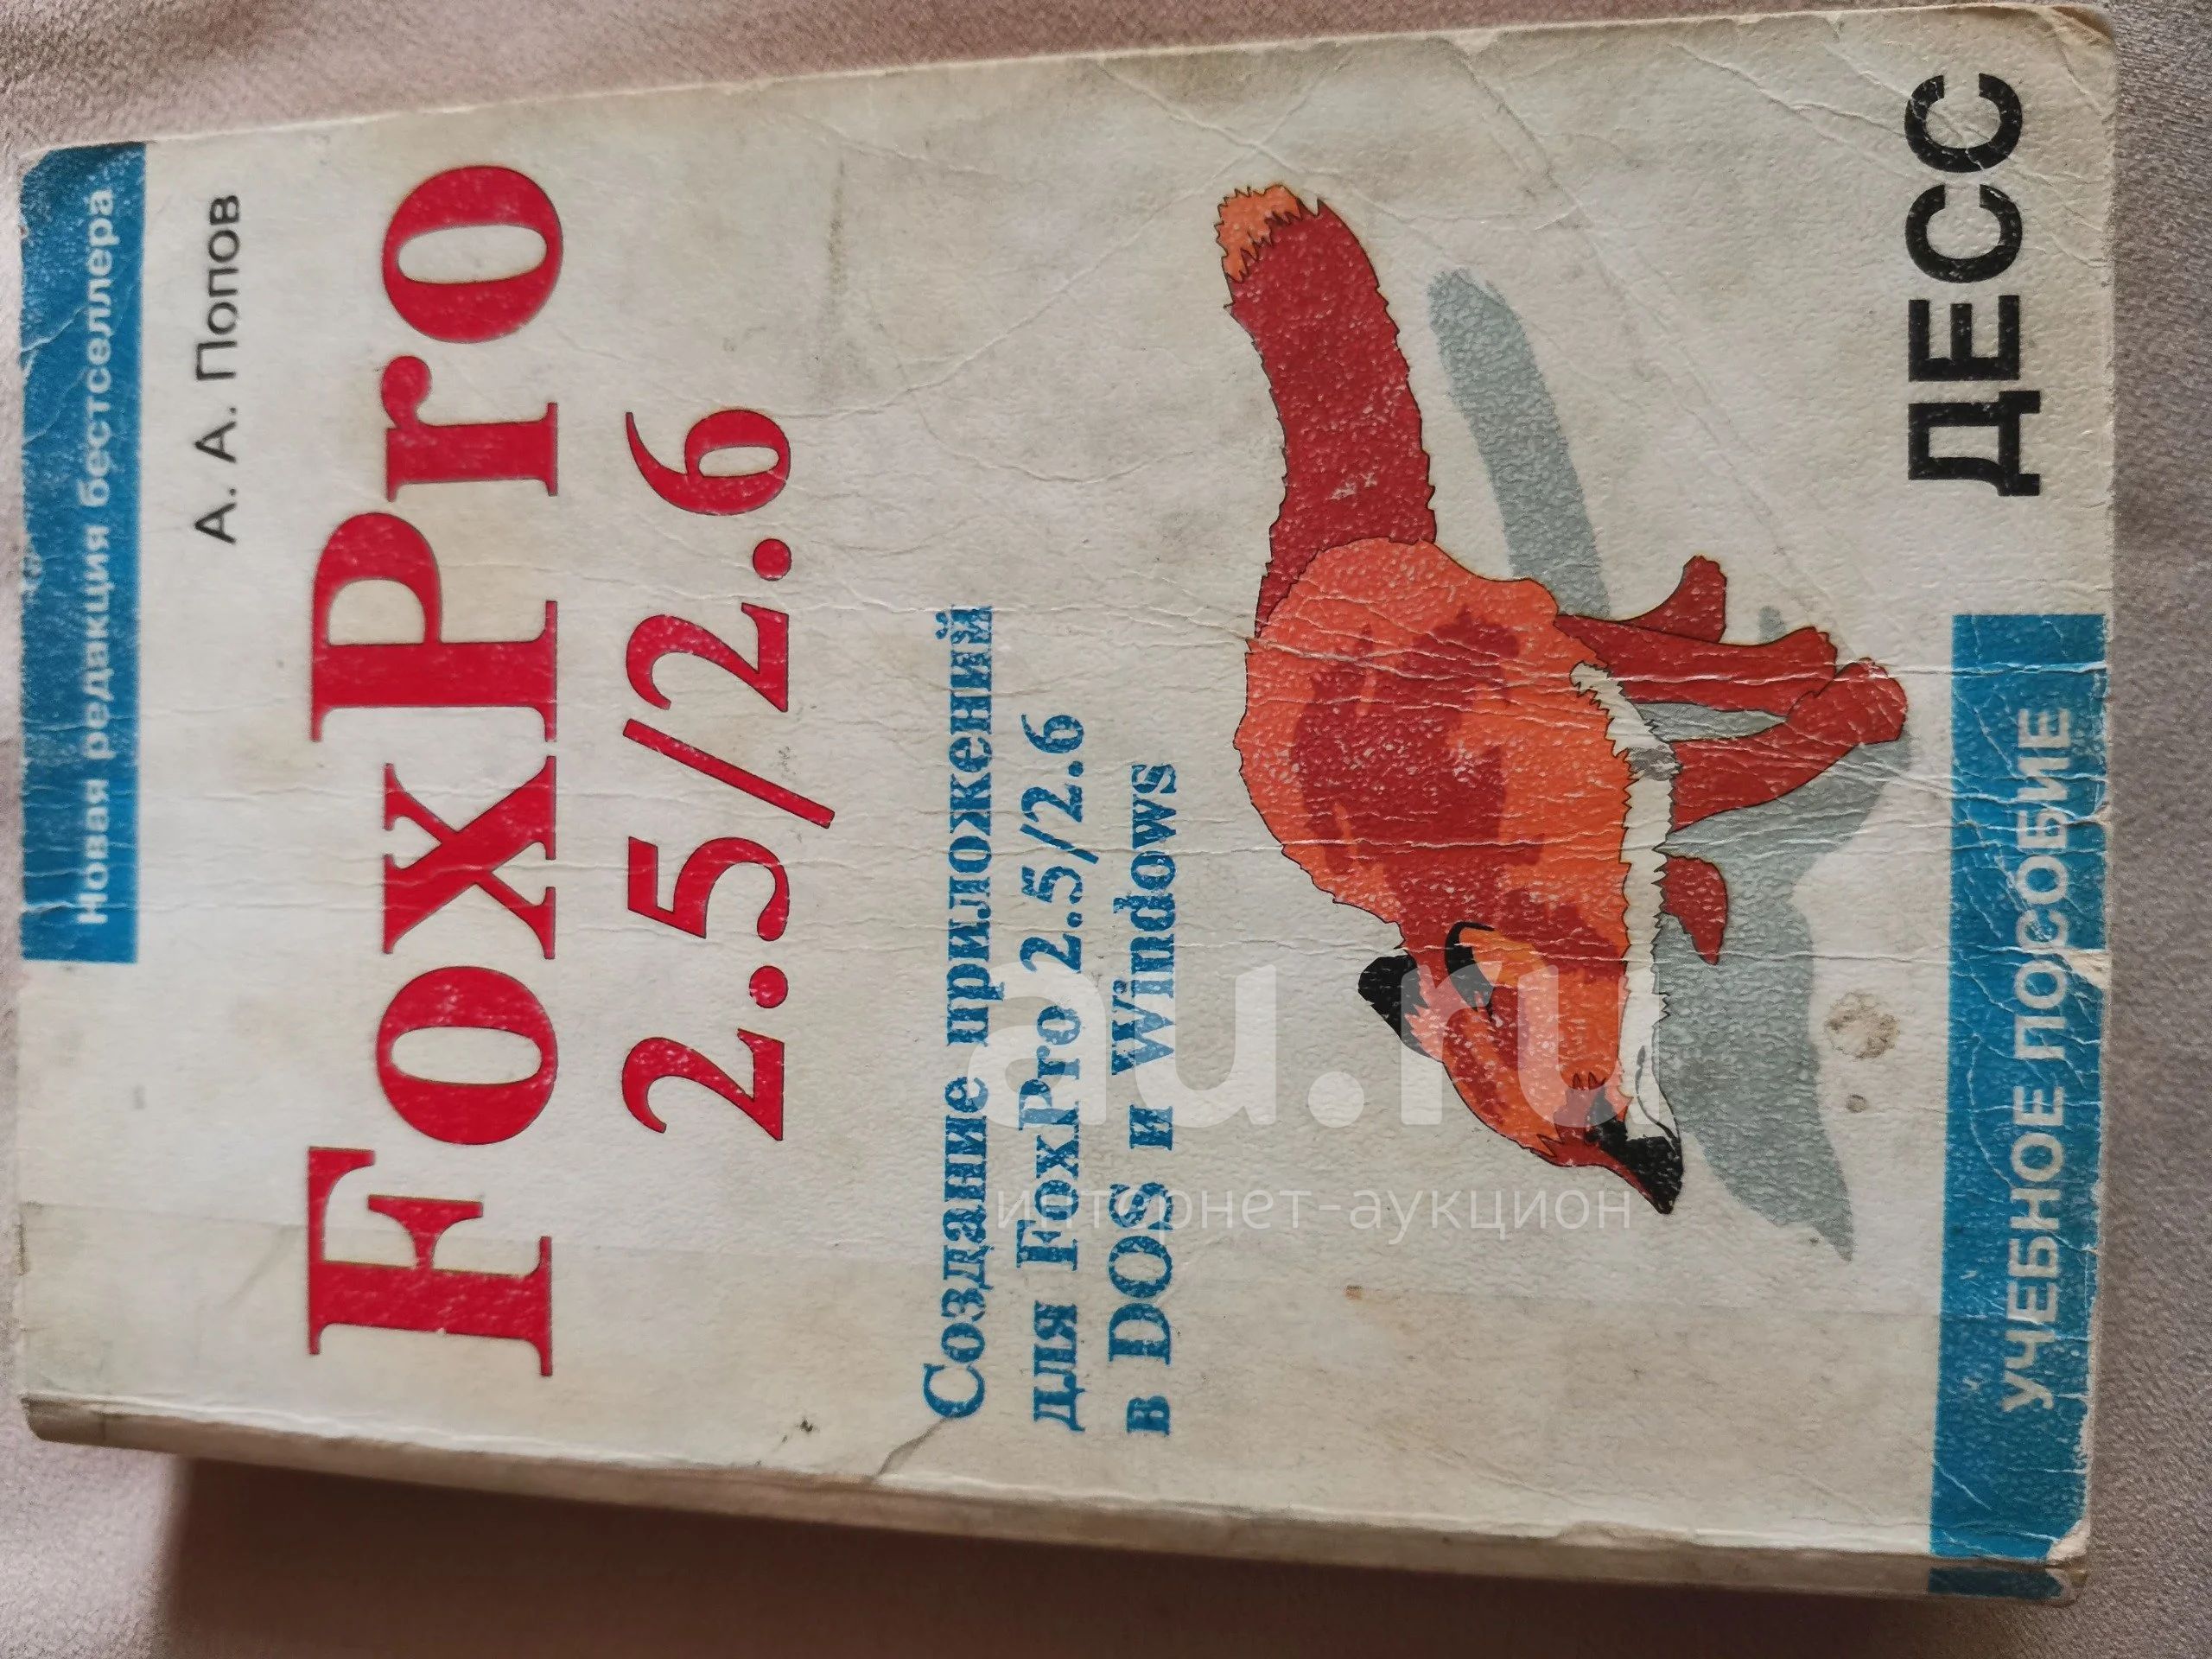 Новая редакция бестселлера
А. А. Попов
FoxPro
2.5/2.6
Создание приложений
для FoxPro 2.5/2.6
в DOS и Windows
au.ru
интернет-аукцион
ДЕСС
УЧЕБНОЕ ПОСОБИЕ